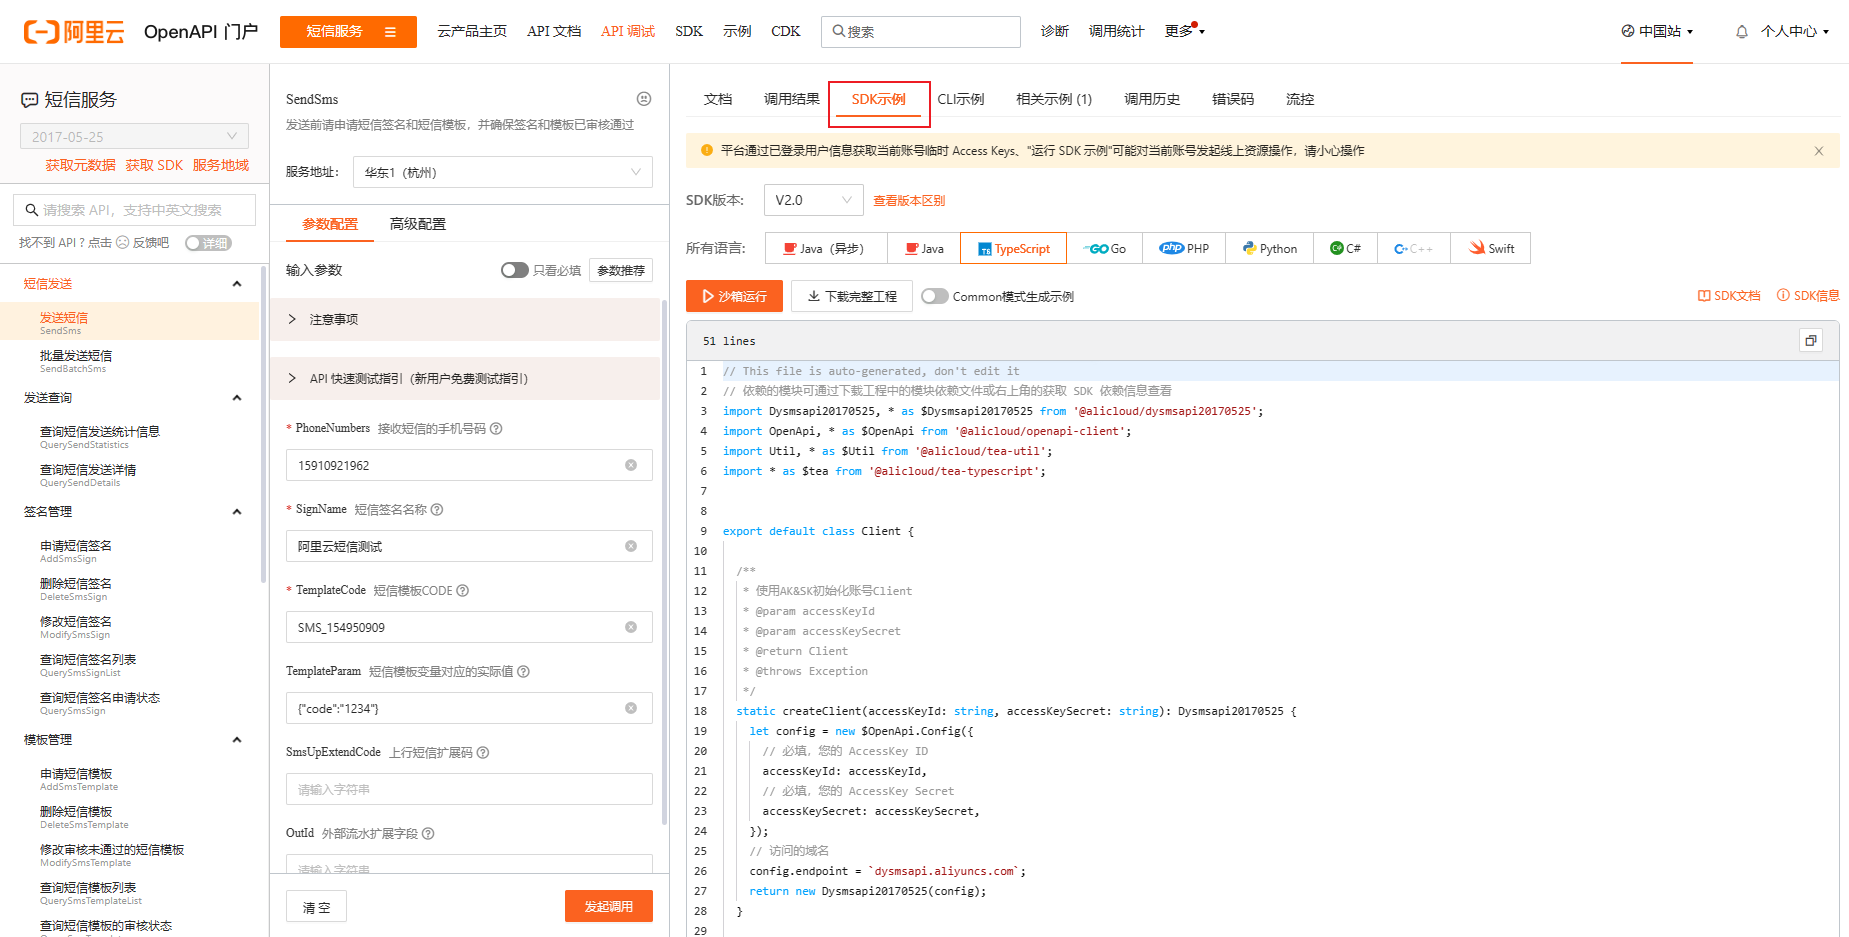 阿里云 OpenAPI 门户 短信服务 云产品主页 API 文档 API 调试 SDK 示例 CDK 搜索 诊断 调用统计 更多 中国站 个人中心
短信服务
2017-05-25
获取元数据 获取 SDK 服务地域
请搜索 API，支持中英文搜索
找不到 API ? 点击 反馈吧 详细
短信发送
发送短信
SendSms
批量发送短信
SendBatchSms
发送查询
查询短信发送统计信息
QuerySendStatistics
查询短信发送详情
QuerySendDetails
签名管理
申请短信签名
AddSmsSign
删除短信签名
DeleteSmsSign
修改短信签名
ModifySmsSign
查询短信签名列表
QuerySmsSignList
查询短信签名申请状态
QuerySmsSign
模板管理
申请短信模板
AddSmsTemplate
删除短信模板
DeleteSmsTemplate
修改审核未通过的短信模板
ModifySmsTemplate
查询短信模板列表
QuerySmsTemplateList
查询短信模板的审核状态
SendSms
发送前请申请短信签名和短信模板，并确保签名和模板已审核通过
服务地址： 华东1（杭州）
参数配置 高级配置
输入参数 只看必填 参数推荐
注意事项
API 快速测试指引（新用户免费测试指引）
* PhoneNumbers 接收短信的手机号码
15910921962
* SignName 短信签名名称
阿里云短信测试
* TemplateCode 短信模板CODE
SMS_154950909
TemplateParam 短信模板变量对应的实际值
{"code":"1234"}
SmsUpExtendCode 上行短信扩展码
请输入字符串
OutId 外部流水扩展字段
请输入字符串
清 空 发起调用
文档 调用结果 SDK示例 CLI示例 相关示例 (1) 调用历史 错误码 流控
平台通过已登录用户信息获取当前账号临时 Access Keys、"运行 SDK 示例"可能对当前账号发起线上资源操作，请小心操作
SDK版本: V2.0 查看版本区别
所有语言: Java（异步） Java TypeScript Go PHP Python C# C++ Swift
沙箱运行 下载完整工程 Common模式生成示例 SDK文档 SDK信息
51 lines
1 // This file is auto-generated, don't edit it
2 // 依赖的模块可通过下载工程中的模块依赖文件或右上角的获取 SDK 依赖信息查看
3 import Dysmsapi20170525, * as $Dysmsapi20170525 from '@alicloud/dysmsapi20170525';
4 import OpenApi, * as $OpenApi from '@alicloud/openapi-client';
5 import Util, * as $Util from '@alicloud/tea-util';
6 import * as $tea from '@alicloud/tea-typescript';
7
8
9 export default class Client {
10
11 /**
12 * 使用AK&SK初始化账号Client
13 * @param accessKeyId
14 * @param accessKeySecret
15 * @return Client
16 * @throws Exception
17 */
18 static createClient(accessKeyId: string, accessKeySecret: string): Dysmsapi20170525 {
19 let config = new $OpenApi.Config({
20 // 必填，您的 AccessKey ID
21 accessKeyId: accessKeyId,
22 // 必填，您的 AccessKey Secret
23 accessKeySecret: accessKeySecret,
24 });
25 // 访问的域名
26 config.endpoint = `dysmsapi.aliyuncs.com`;
27 return new Dysmsapi20170525(config);
28 }
29